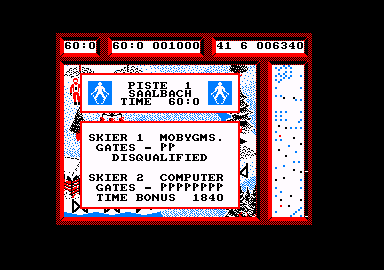 60:0 60:0 001000 41 6 006340
PISTE 1
SAALBACH
TIME 60:0
SKIER 1 MOBYGMS.
GATES - PP
DISQUALIFIED
SKIER 2 COMPUTER
GATES - PPPPPPPP
TIME BONUS 1840